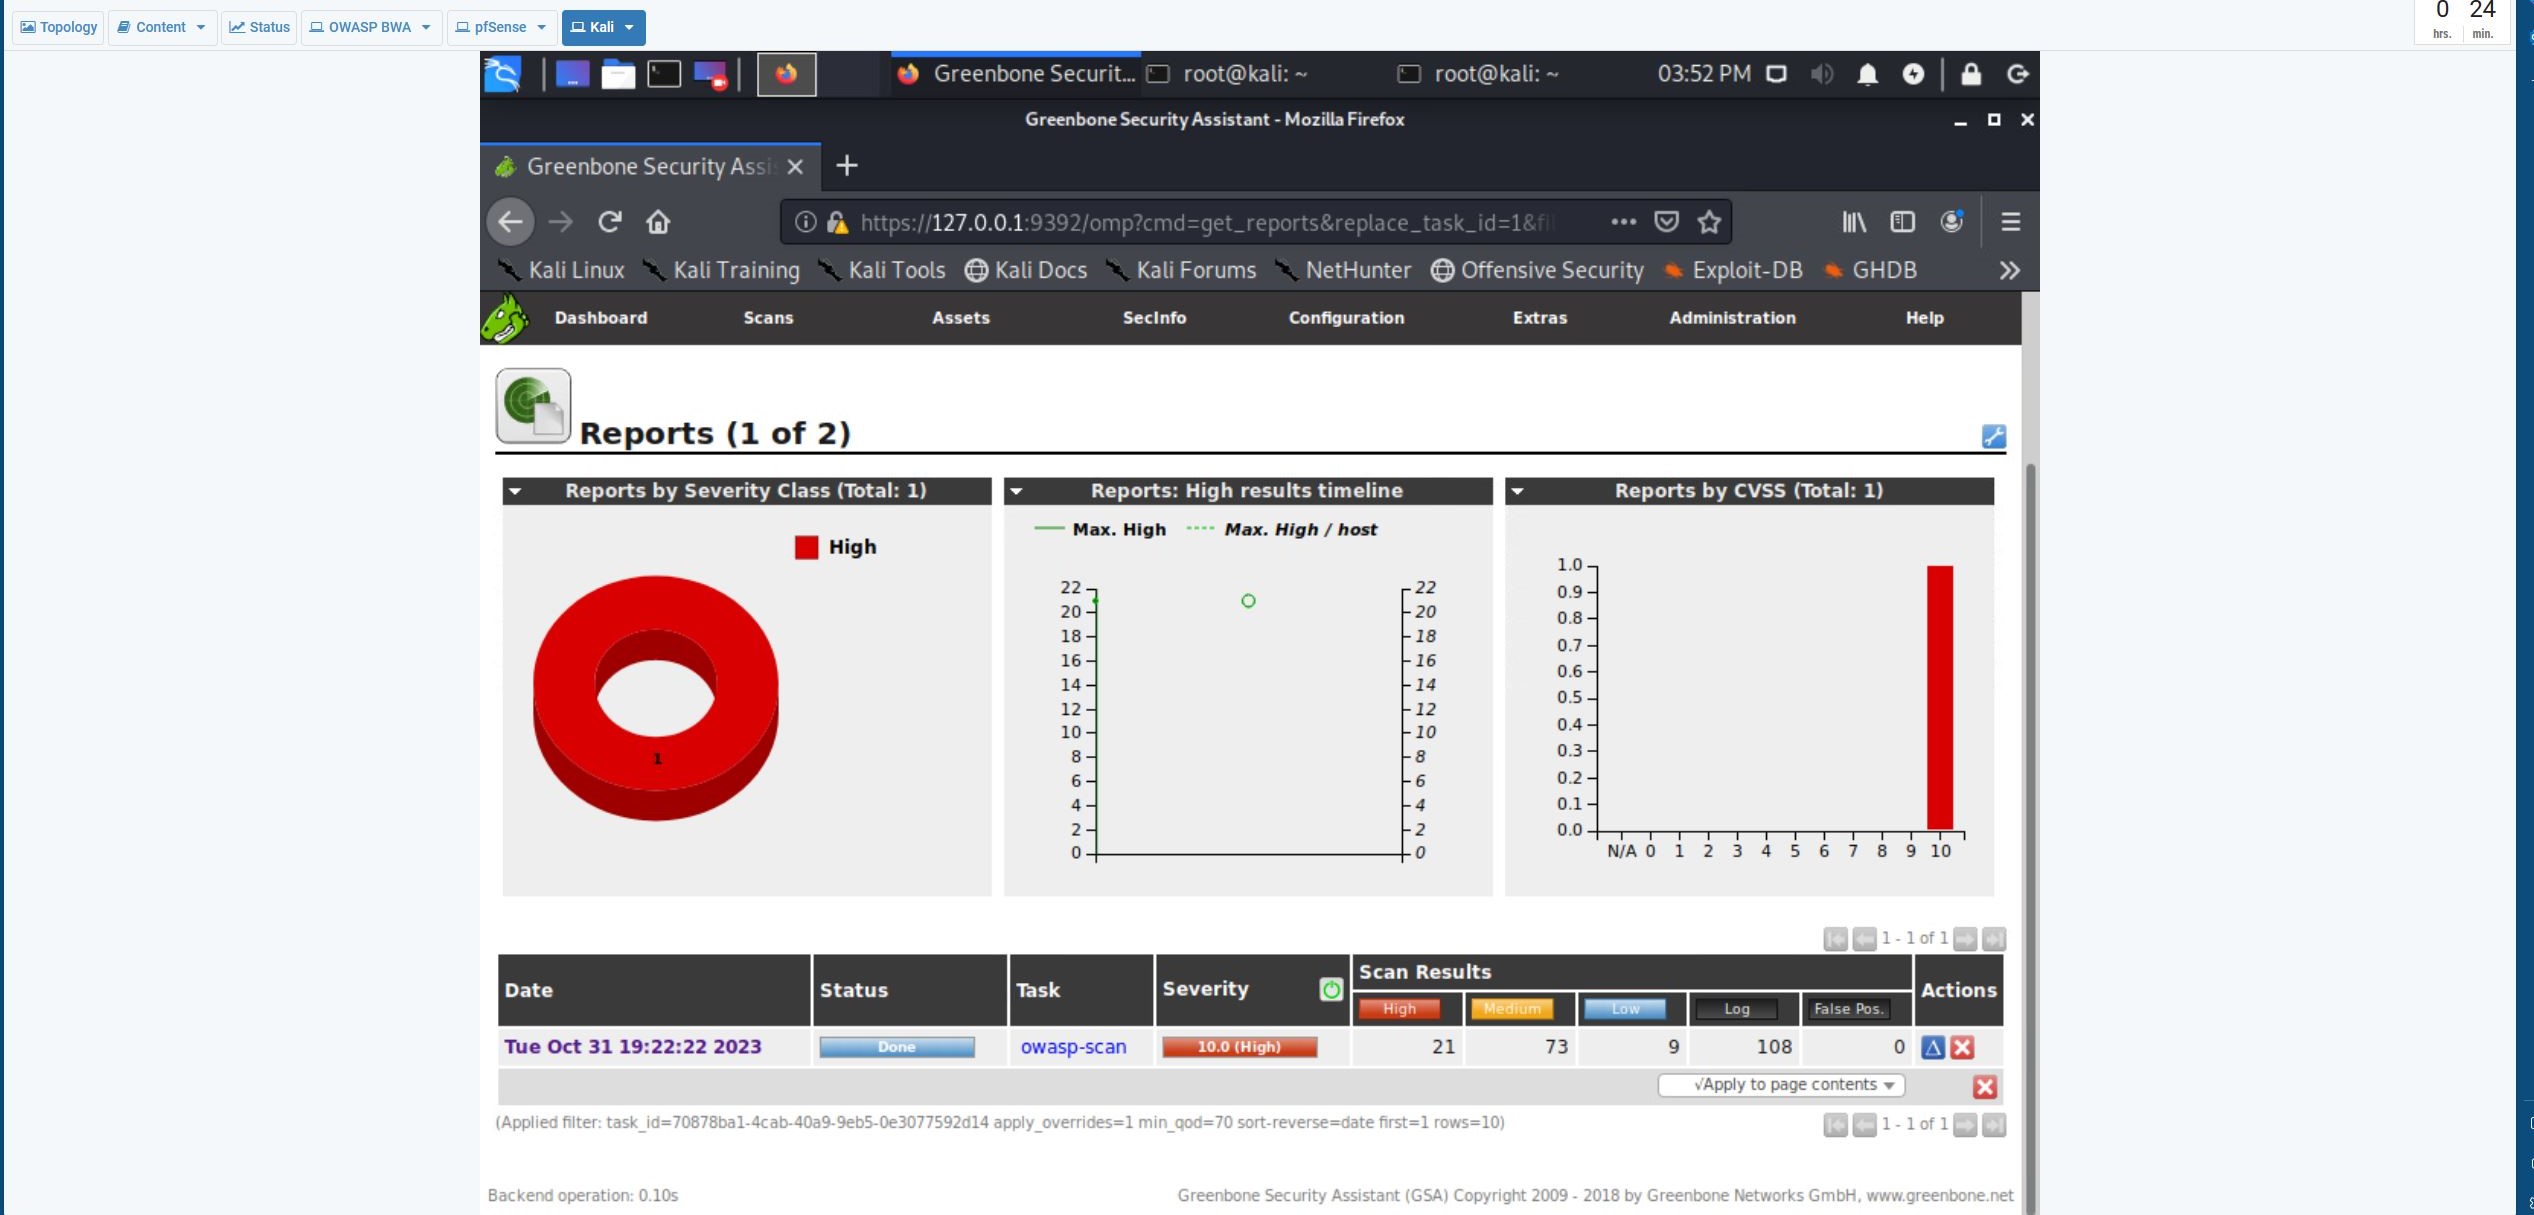 Topology Content Status OWASP BWA pfSense Kali
0 24
hrs. min.
Greenbone Securit... root@kali: ~ root@kali: ~ 03:52 PM
Greenbone Security Assistant - Mozilla Firefox
Greenbone Security Assi
https://127.0.0.1:9392/omp?cmd=get_reports&replace_task_id=1&fil
Kali Linux Kali Training Kali Tools Kali Docs Kali Forums NetHunter Offensive Security Exploit-DB GHDB
Dashboard Scans Assets SecInfo Configuration Extras Administration Help
Reports (1 of 2)
Reports by Severity Class (Total: 1)
High
1
Reports: High results timeline
Max. High Max. High / host
22 22
20 20
18 18
16 16
14 14
12 12
10 10
8 8
6 6
4 4
2 2
0 0
Reports by CVSS (Total: 1)
1.0
0.9
0.8
0.7
0.6
0.5
0.4
0.3
0.2
0.1
0.0
N/A 0 1 2 3 4 5 6 7 8 9 10
1 - 1 of 1
Date Status Task Severity Scan Results Actions
High Medium Low Log False Pos.
Tue Oct 31 19:22:22 2023 Done owasp-scan 10.0 (High) 21 73 9 108 0
√Apply to page contents
(Applied filter: task_id=70878ba1-4cab-40a9-9eb5-0e3077592d14 apply_overrides=1 min_qod=70 sort-reverse=date first=1 rows=10) 1 - 1 of 1
Backend operation: 0.10s Greenbone Security Assistant (GSA) Copyright 2009 - 2018 by Greenbone Networks GmbH, www.greenbone.net